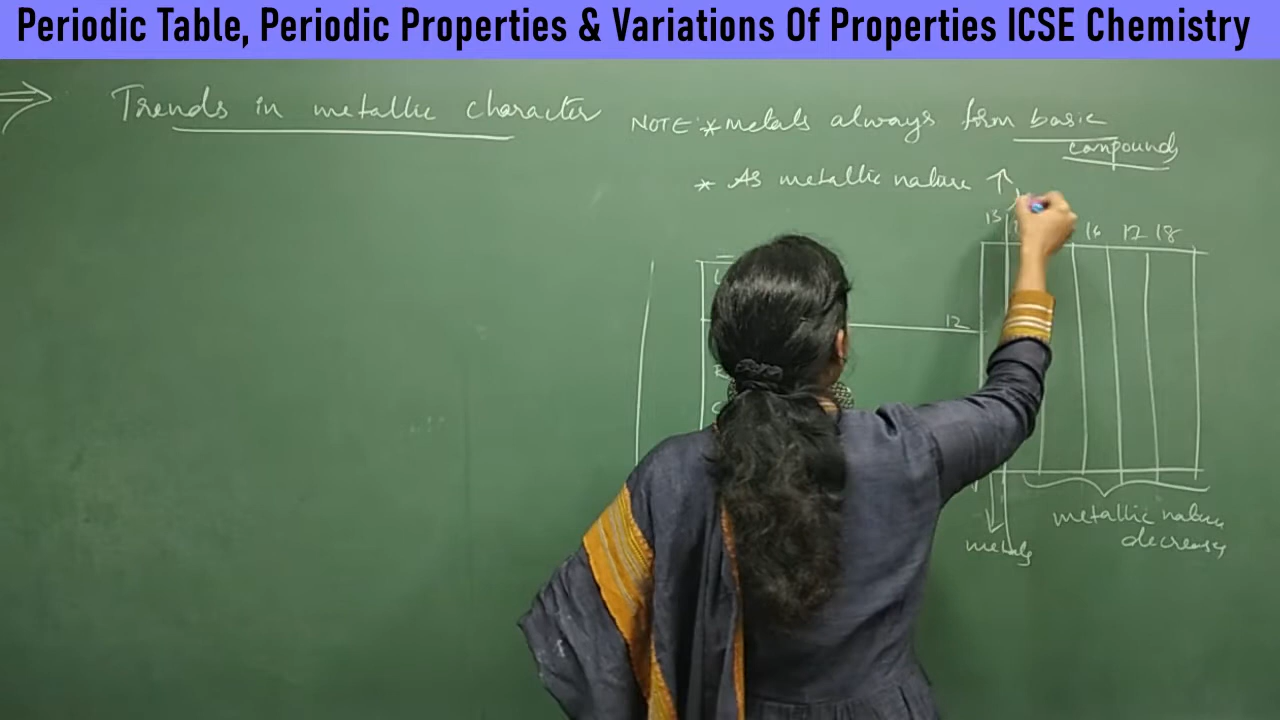 Periodic Table, Periodic Properties & Variations Of Properties ICSE Chemistry
Trends in metallic character
NOTE: * metals always form basic
compounds
* As metallic nature ↑
13 16 17 18
12
metallic nature
decreases
metals